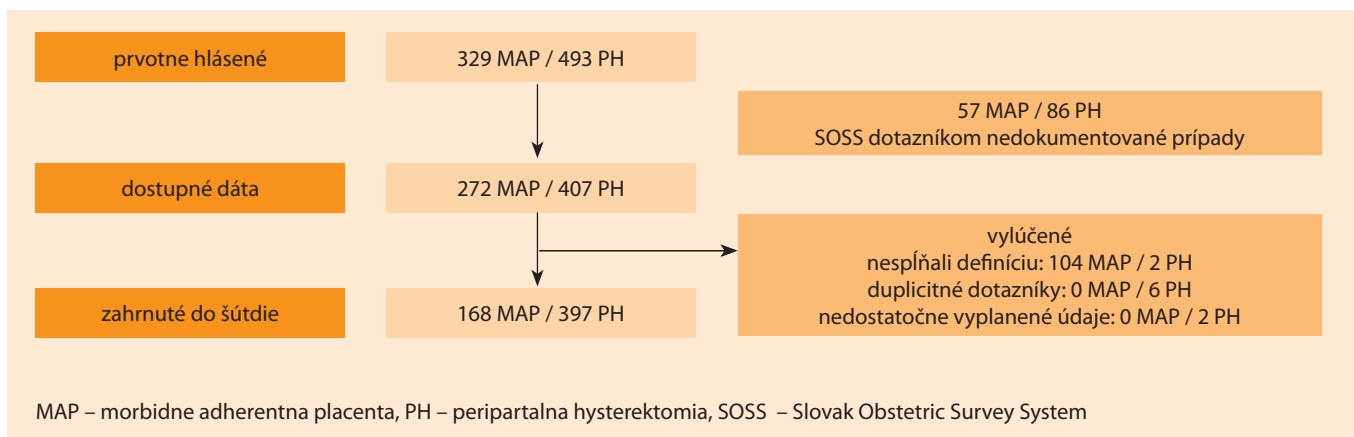 prvotne hlásené
329 MAP / 493 PH
57 MAP / 86 PH
SOSS dotazníkom nedokumentované prípady
dostupné dáta
272 MAP / 407 PH
vylúčené
nespĺňali definíciu: 104 MAP / 2 PH
duplicitné dotazníky: 0 MAP / 6 PH
nedostatočne vyplanené údaje: 0 MAP / 2 PH
zahrnuté do šútdie
168 MAP / 397 PH
MAP – morbidne adherentna placenta, PH – peripartalna hysterektomia, SOSS – Slovak Obstetric Survey System